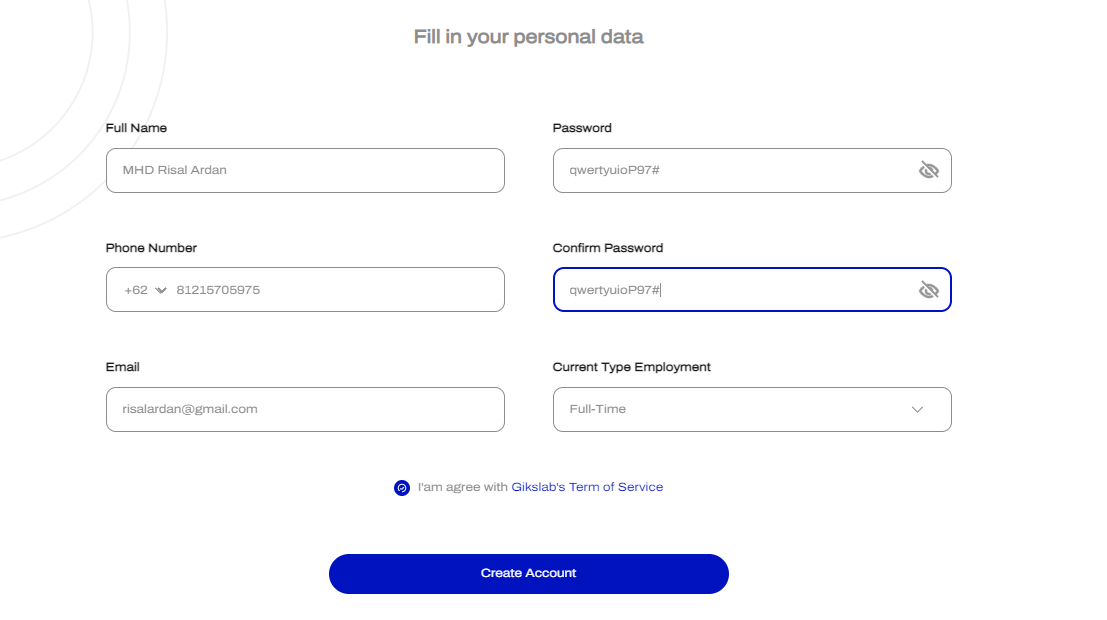 Fill in your personal data
Full Name
MHD Risal Ardan
Password
qwertyuioP97#
Phone Number
+62 81215705975
Confirm Password
qwertyuioP97#
Email
risalardan@gmail.com
Current Type Employment
Full-Time
I'am agree with Gikslab's Term of Service
Create Account